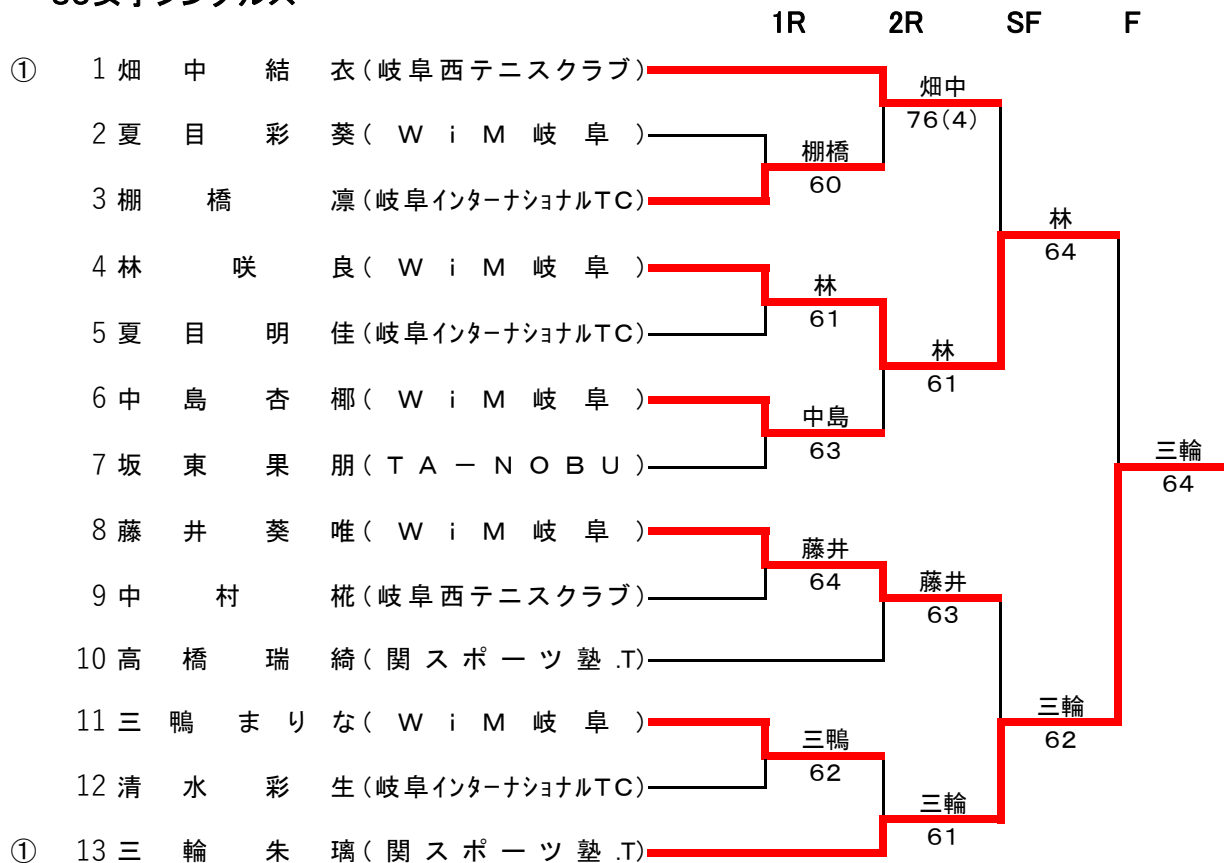 1R 2R SF F
① 1 畑中結衣(岐阜西テニスクラブ)
畑中
76(4)
2 夏目彩葵(WiM岐阜)
棚橋
60
3 棚橋凛(岐阜インターナショナルTC)
林
64
4 林咲良(WiM岐阜)
林
61
5 夏目明佳(岐阜インターナショナルTC)
林
61
6 中島杏梛(WiM岐阜)
中島
63
7 坂東果朋(TA-NOBU)
三輪
64
8 藤井葵唯(WiM岐阜)
藤井
64
9 中村椛(岐阜西テニスクラブ)
藤井
63
10 高橋瑞綺(関スポーツ塾.T)
11 三鴨まりな(WiM岐阜)
三輪
62
三鴨
62
12 清水彩生(岐阜インターナショナルTC)
三輪
61
① 13 三輪朱璃(関スポーツ塾.T)